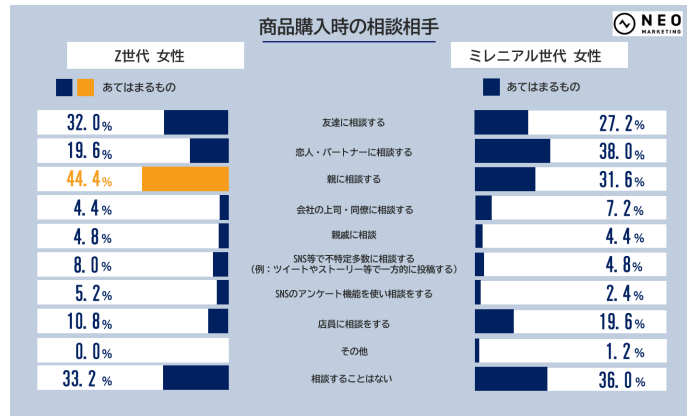 商品購入時の相談相手
NEO
MARKETING
Z世代 女性
ミレニアル世代 女性
あてはまるもの
あてはまるもの
32.0% 友達に相談する 27.2%
19.6% 恋人・パートナーに相談する 38.0%
44.4% 親に相談する 31.6%
4.4% 会社の上司・同僚に相談する 7.2%
4.8% 親戚に相談 4.4%
8.0% SNS等で不特定多数に相談する 4.8%
(例：ツイートやストーリー等で一方的に投稿する)
5.2% SNSのアンケート機能を使い相談をする 2.4%
10.8% 店員に相談をする 19.6%
0.0% その他 1.2%
33.2% 相談することはない 36.0%